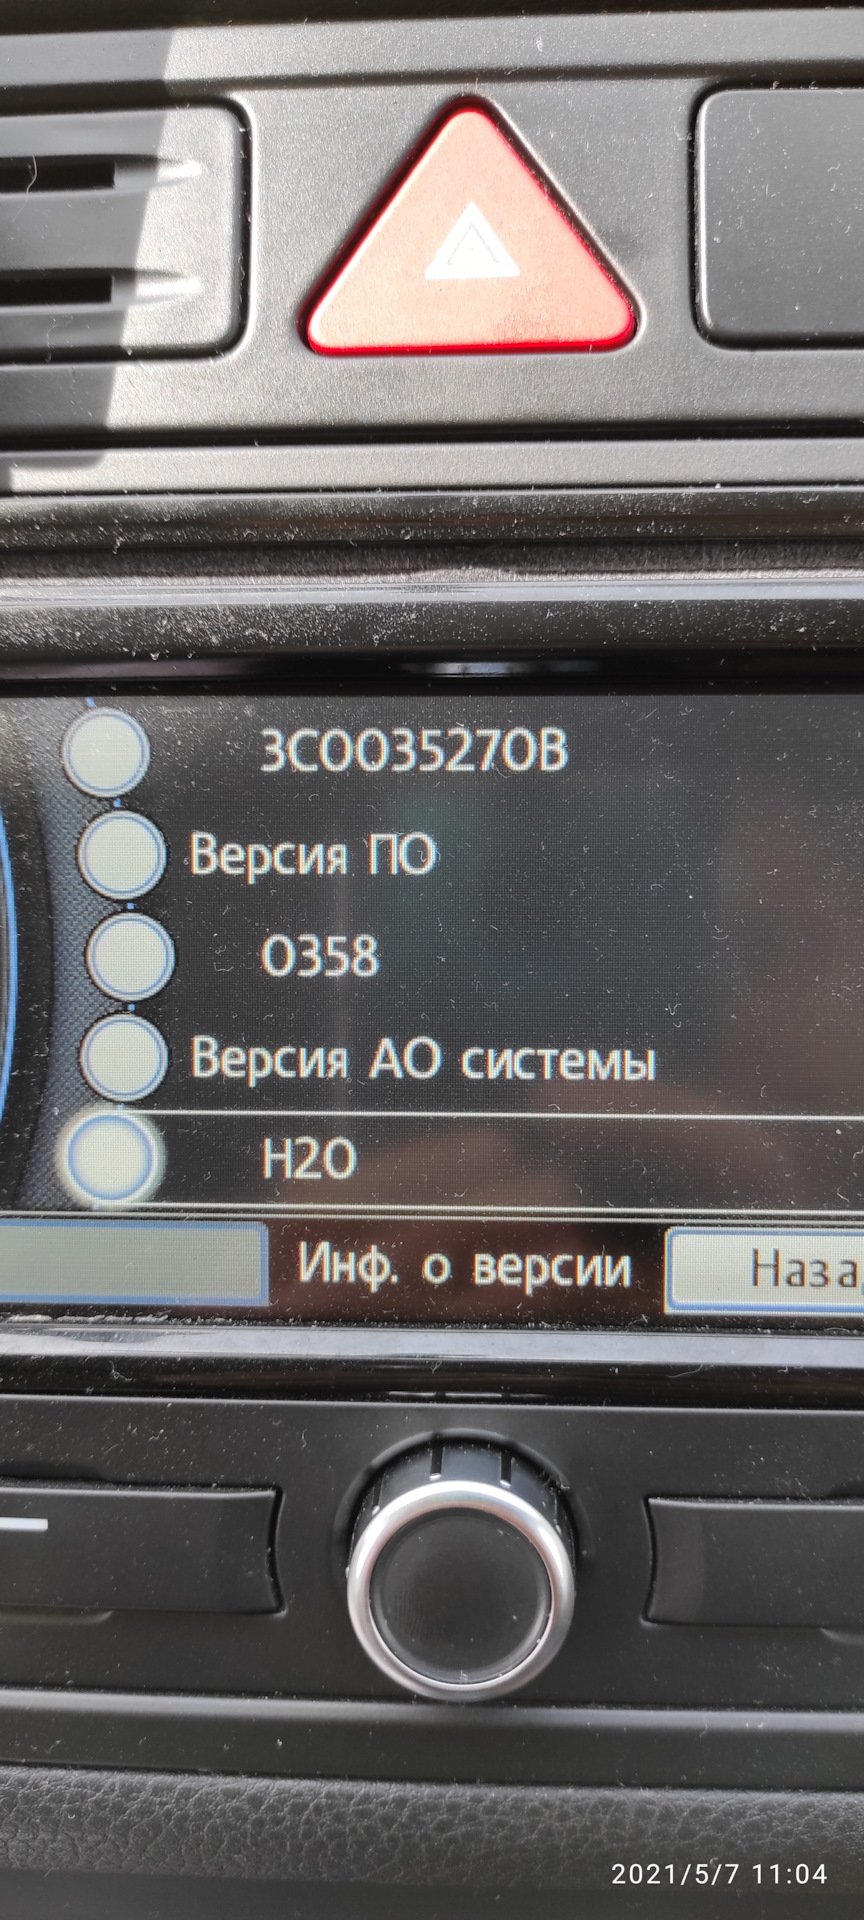 3C0035270B
Версия ПО
0358
Версия АО системы
H20
Инф. о версии
Наза
2021/5/7 11:04